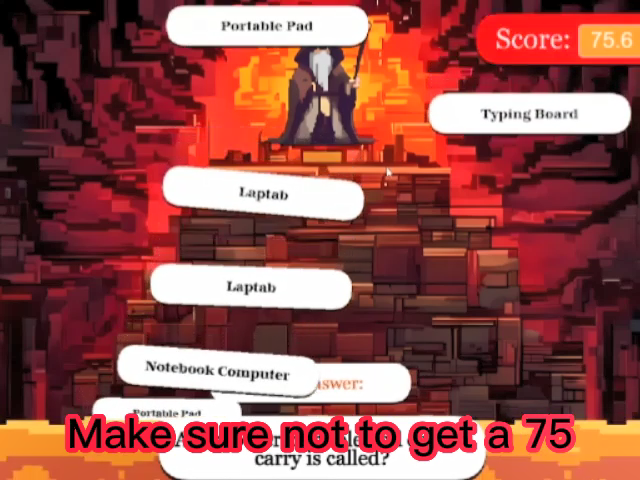 Portable Pad
Score: 75.6
Typing Board
Laptab
Laptab
Notebook Computer
swer:
Portable Pad
Make sure not to get a 75
carry is called?